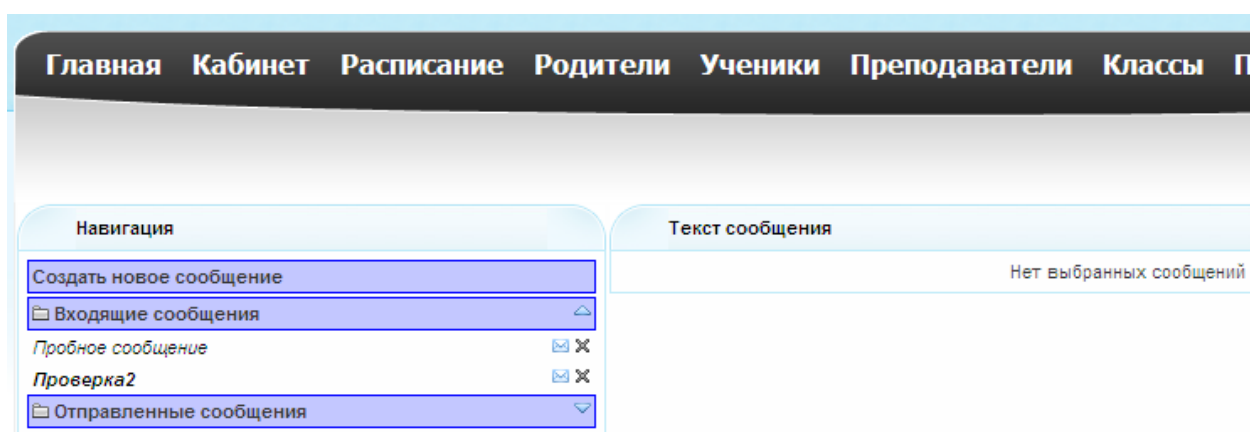 Главная Кабинет Расписание Родители Ученики Преподаватели Классы
Навигация
Создать новое сообщение
Входящие сообщения
Пробное сообщение
Проверка2
Отправленные сообщения
Текст сообщения
Нет выбранных сообщений